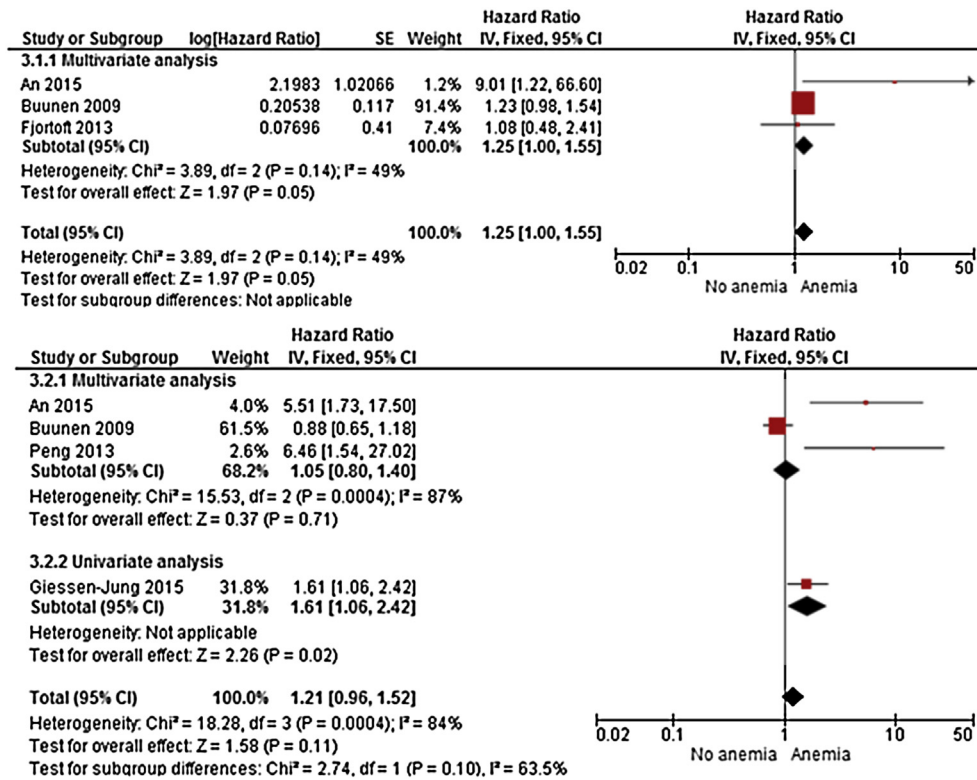 Hazard Ratio Hazard Ratio
Study or Subgroup log[Hazard Ratio] SE Weight IV, Fixed, 95% CI IV, Fixed, 95% CI
3.1.1 Multivariate analysis
An 2015 2.1983 1.02066 1.2% 9.01 [1.22, 66.60]
Buunen 2009 0.20538 0.117 91.4% 1.23 [0.98, 1.54]
Fjortoft 2013 0.07696 0.41 7.4% 1.08 [0.48, 2.41]
Subtotal (95% CI) 100.0% 1.25 [1.00, 1.55]
Heterogeneity: Chi² = 3.89, df = 2 (P = 0.14); I² = 49%
Test for overall effect: Z = 1.97 (P = 0.05)
Total (95% CI) 100.0% 1.25 [1.00, 1.55]
Heterogeneity: Chi² = 3.89, df = 2 (P = 0.14); I² = 49%
Test for overall effect: Z = 1.97 (P = 0.05)
Test for subgroup differences: Not applicable
0.02 0.1 1 10 50
No anemia Anemia
Hazard Ratio Hazard Ratio
Study or Subgroup Weight IV, Fixed, 95% CI IV, Fixed, 95% CI
3.2.1 Multivariate analysis
An 2015 4.0% 5.51 [1.73, 17.50]
Buunen 2009 61.5% 0.88 [0.65, 1.18]
Peng 2013 2.6% 6.46 [1.54, 27.02]
Subtotal (95% CI) 68.2% 1.05 [0.80, 1.40]
Heterogeneity: Chi² = 15.53, df = 2 (P = 0.0004); I² = 87%
Test for overall effect: Z = 0.37 (P = 0.71)
3.2.2 Univariate analysis
Giessen-Jung 2015 31.8% 1.61 [1.06, 2.42]
Subtotal (95% CI) 31.8% 1.61 [1.06, 2.42]
Heterogeneity: Not applicable
Test for overall effect: Z = 2.26 (P = 0.02)
Total (95% CI) 100.0% 1.21 [0.96, 1.52]
Heterogeneity: Chi² = 18.28, df = 3 (P = 0.0004); I² = 84%
Test for overall effect: Z = 1.58 (P = 0.11)
Test for subgroup differences: Chi² = 2.74, df = 1 (P = 0.10), I² = 63.5%
0.02 0.1 1 10 50
No anemia Anemia